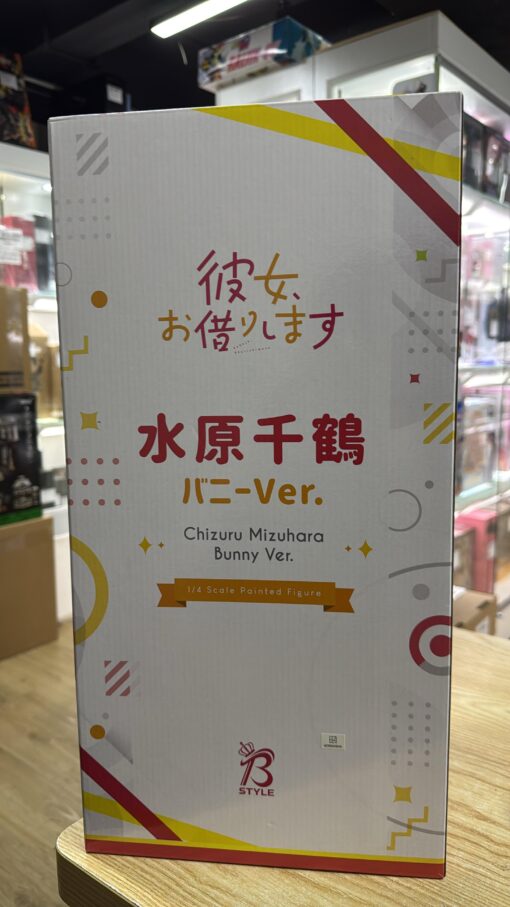 彼女、
お借りします
水原千鶴
バニーVer.
Chizuru Mizuhara
Bunny Ver.
1/4 Scale Painted Figure
B
STYLE